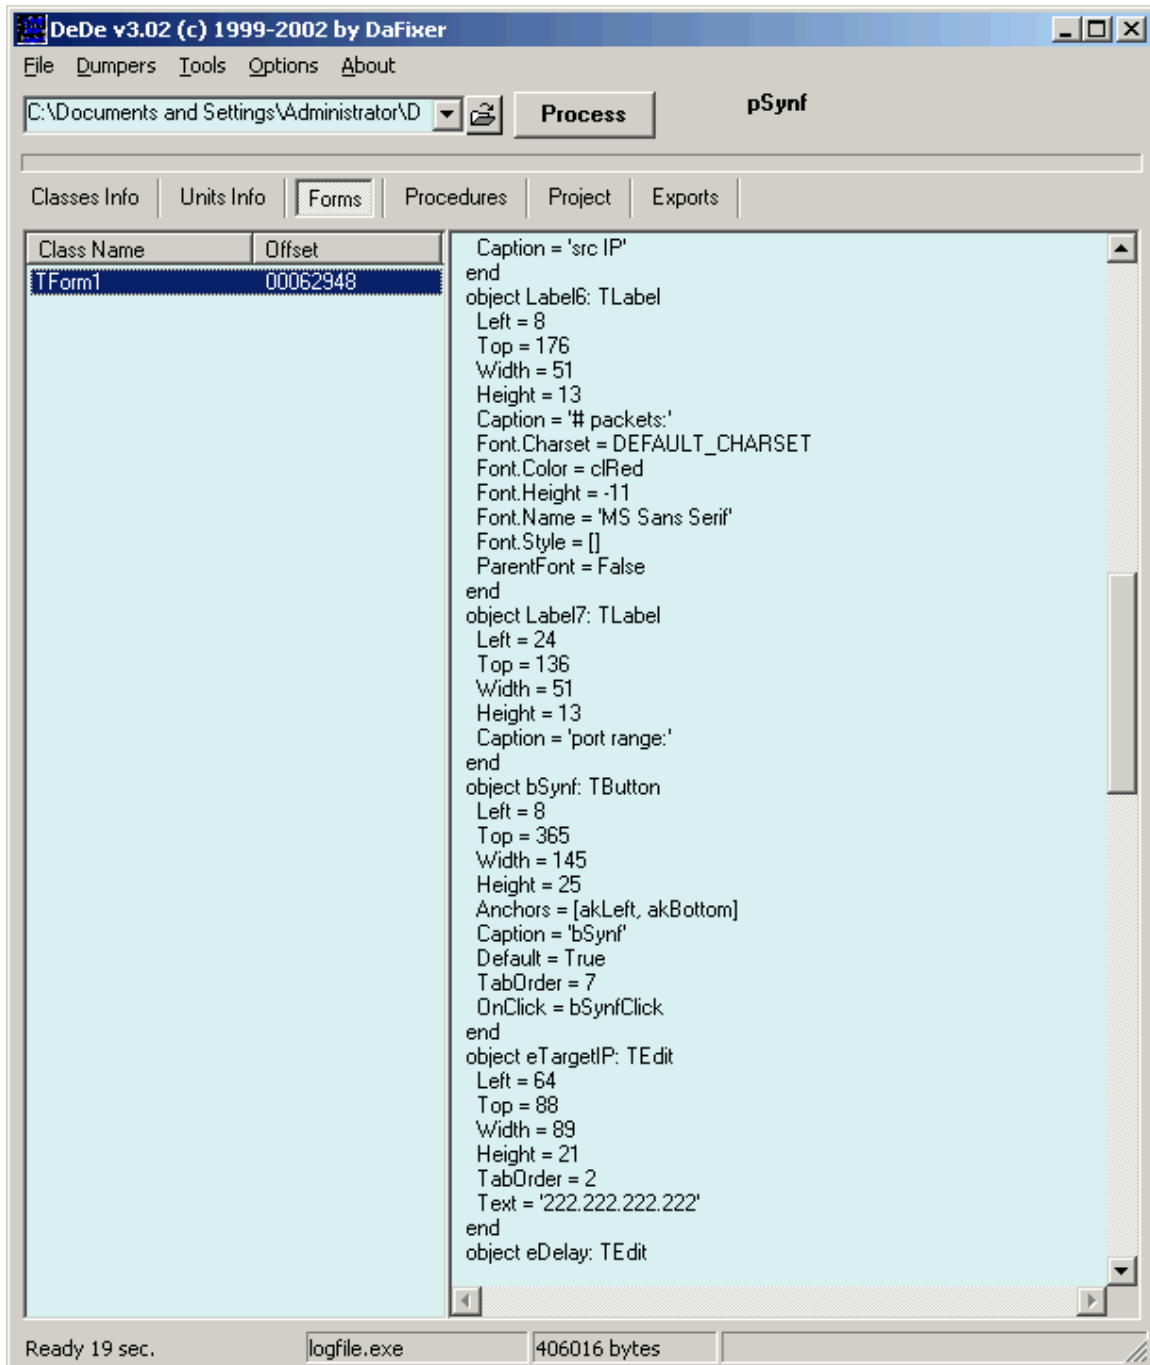 DeDe v3.02 (c) 1999-2002 by DaFixer
File Dumpers Tools Options About
C:\Documents and Settings\Administrator\D Process pSynf
Classes Info Units Info Forms Procedures Project Exports
Class Name Offset
TForm1 00062948
Caption = 'src IP'
end
object Label6: TLabel
Left = 8
Top = 176
Width = 51
Height = 13
Caption = '# packets:'
Font.Charset = DEFAULT_CHARSET
Font.Color = clRed
Font.Height = -11
Font.Name = 'MS Sans Serif'
Font.Style = []
ParentFont = False
end
object Label7: TLabel
Left = 24
Top = 136
Width = 51
Height = 13
Caption = 'port range:'
end
object bSynf: TButton
Left = 8
Top = 365
Width = 145
Height = 25
Anchors = [akLeft, akBottom]
Caption = 'bSynf'
Default = True
TabOrder = 7
OnClick = bSynfClick
end
object eTargetIP: TEdit
Left = 64
Top = 88
Width = 89
Height = 21
TabOrder = 2
Text = '222.222.222.222'
end
object eDelay: TEdit
Ready 19 sec. logfile.exe 406016 bytes